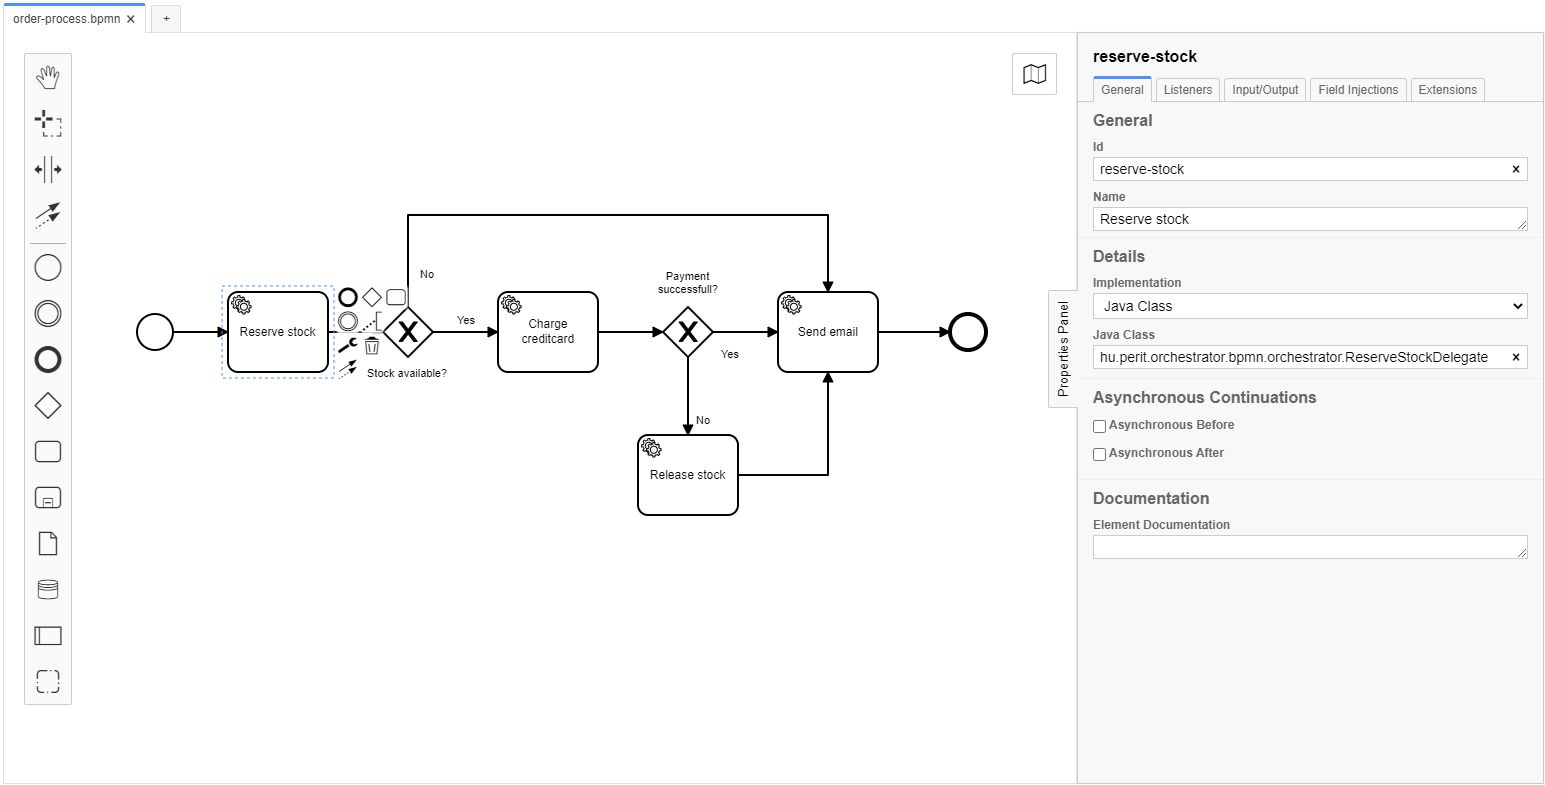 order-process.bpmn ×
+
No
Payment
successfull?
Reserve stock
Yes
Charge
creditcard
Yes
Send email
Stock available?
No
Release stock
Properties Panel
reserve-stock
General Listeners Input/Output Field Injections Extensions
General
Id
reserve-stock ×
Name
Reserve stock
Details
Implementation
Java Class
Java Class
hu.perit.orchestrator.bpmn.orchestrator.ReserveStockDelegate ×
Asynchronous Continuations
Asynchronous Before
Asynchronous After
Documentation
Element Documentation